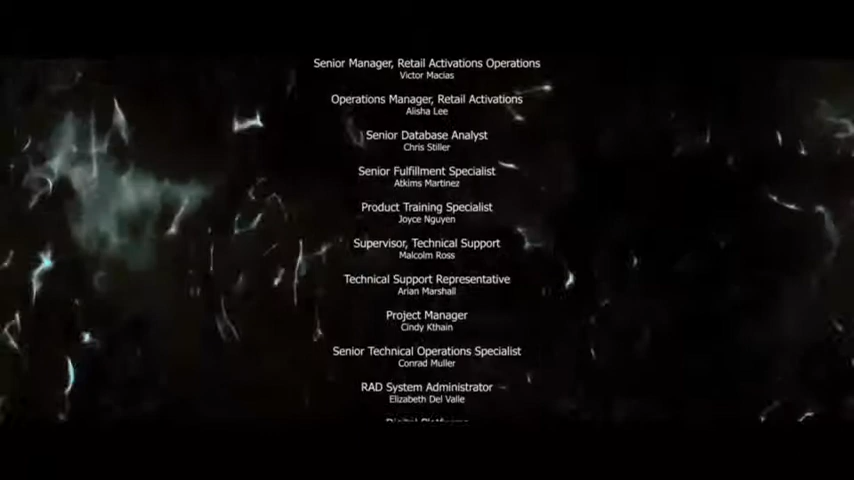 Senior Manager, Retail Activations Operations
Victor Macias
Operations Manager, Retail Activations
Alisha Lee
Senior Database Analyst
Chris Stiller
Senior Fulfillment Specialist
Atkims Martinez
Product Training Specialist
Joyce Nguyen
Supervisor, Technical Support
Malcolm Ross
Technical Support Representative
Arian Marshall
Project Manager
Cindy Kthain
Senior Technical Operations Specialist
Conrad Muller
RAD System Administrator
Elizabeth Del Valle